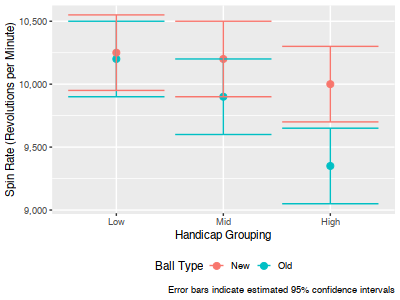 Spin Rate (Revolutions per Minute)
10,500
10,000
9,500
9,000
Low Mid High
Handicap Grouping
Ball Type New Old
Error bars indicate estimated 95% confidence intervals